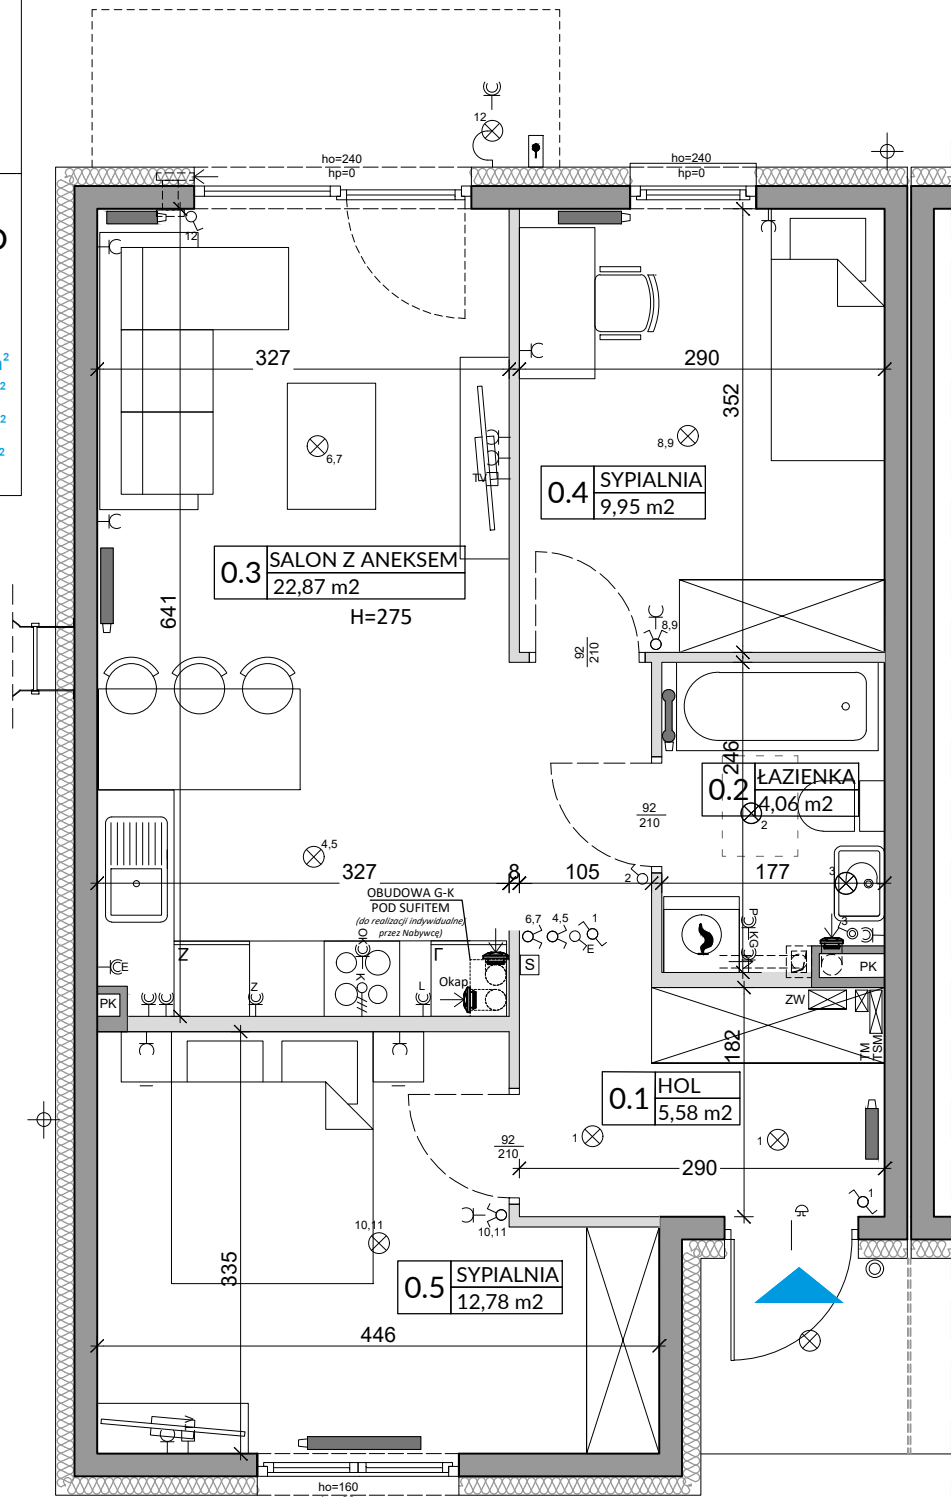 12
ho=240
hp=0
ho=240
hp=0
12
327
290
352
6,7
8,9
TV
0.4
SYPIALNIA
9,95 m2
0.3
SALON Z ANEKSEM
22,87 m2
H=275
641
8,9
92
210
246
0.2
ŁAZIENKA
4,06 m2
2
92
210
4,5
327
8
105
177
2
3
OBUDOWA G-K
POD SUFITEM
(do realizacji indywidualnej
przez Nabywcę)
6,7
4,5
1
E
S
3
P
KG
PK
Z
OK
K
L
Okap
E
Z
PK
ZW
TM
TSM
182
0.1
HOL
5,58 m2
1
1
92
210
290
1
10,11
10,11
335
0.5
SYPIALNIA
12,78 m2
446
ho=160